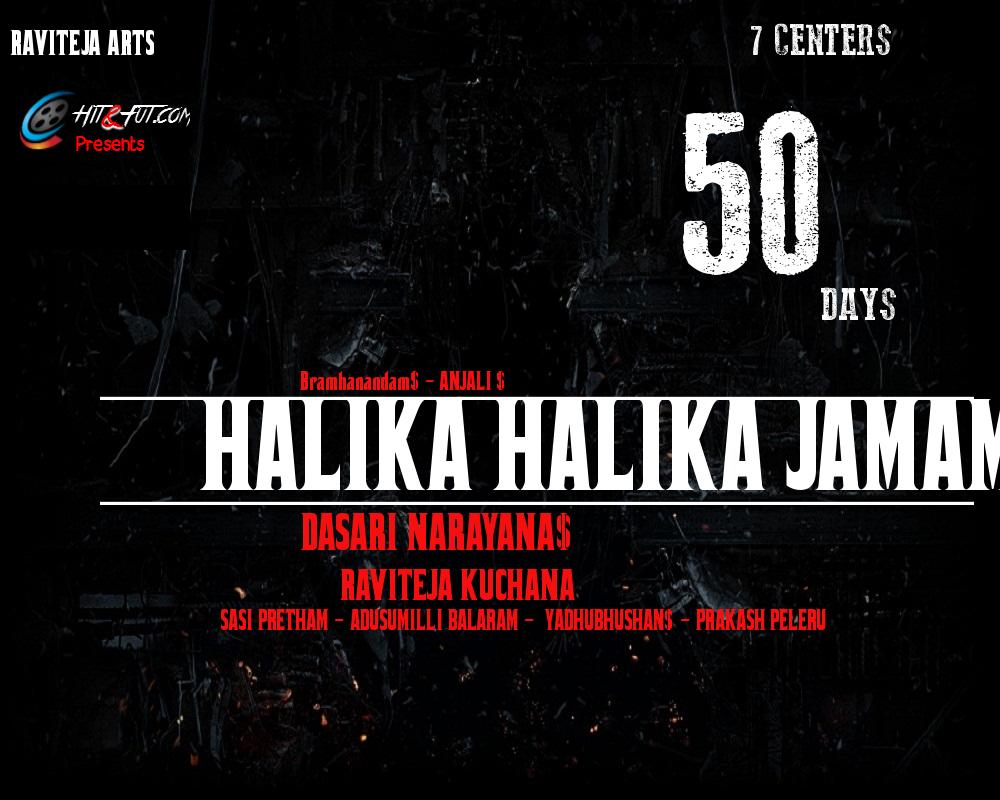 RAVITEJA ARTS
7 CENTERS
HIT&FUT.COM
Presents
50
DAYS
Bramhanandam$ - ANJALI $
HALIKA HALIKA JAMAM
DASARI NARAYANA$
RAVITEJA KUCHANA
SASI PRETHAM - ADUSUMILLI BALARAM - YADHUBHUSHAN$ - PRAKASH PELERU